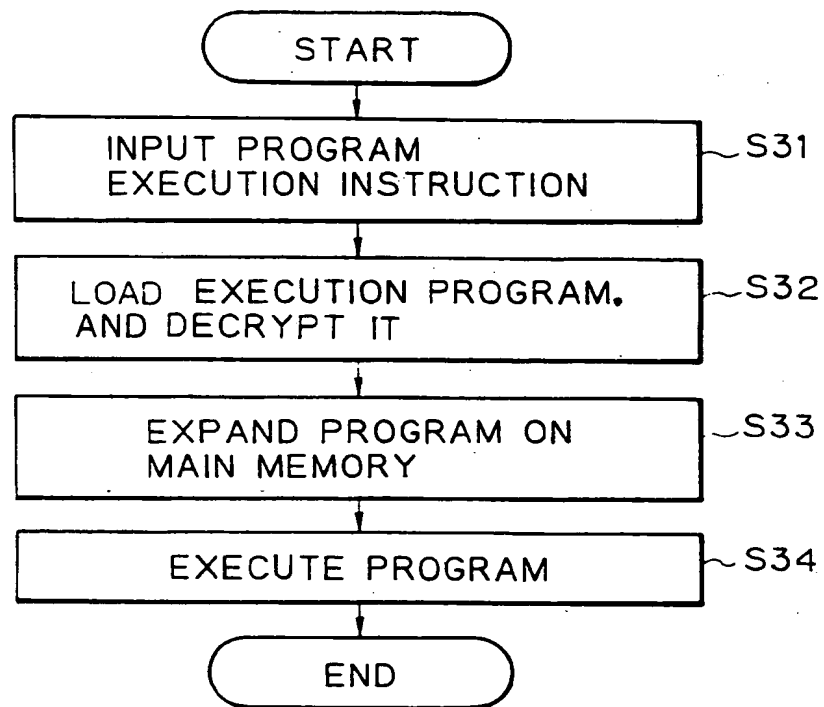 START
INPUT PROGRAM
EXECUTION INSTRUCTION
S31
LOAD EXECUTION PROGRAM.
AND DECRYPT IT
S32
EXPAND PROGRAM ON
MAIN MEMORY
S33
EXECUTE PROGRAM
S34
END